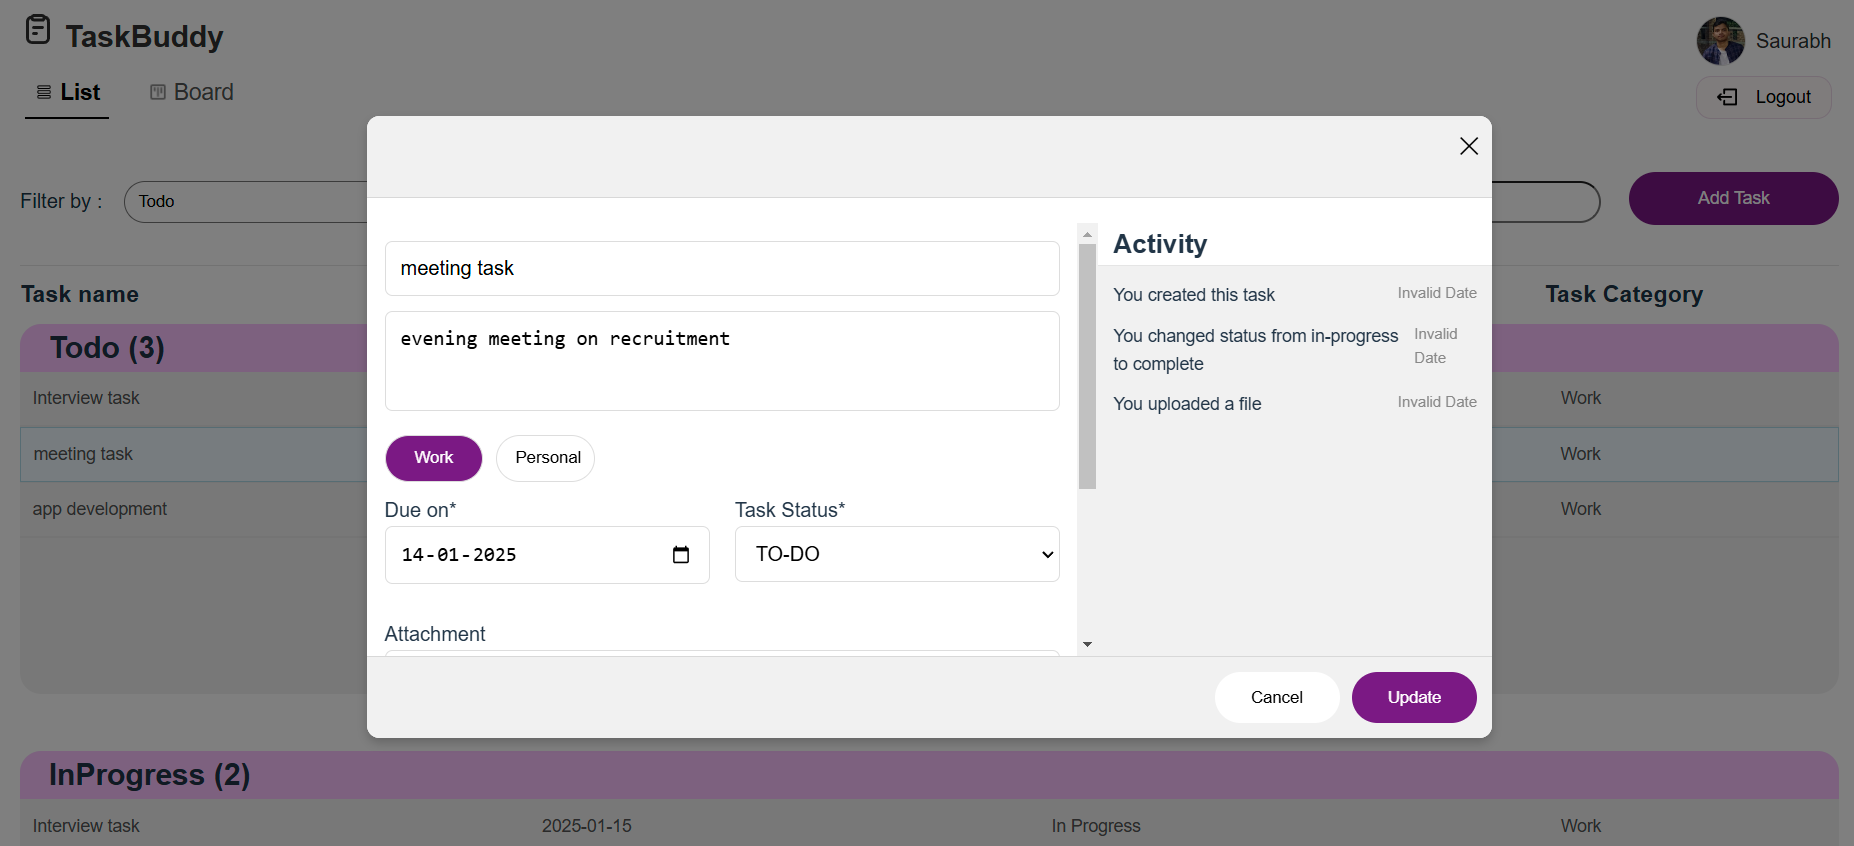 TaskBuddy
Saurabh
List
Board
Logout
Filter by :
Todo
Add Task
Task name
Task Category
Todo (3)
Interview task
Work
meeting task
Work
app development
Work
meeting task
evening meeting on recruitment
Work
Personal
Due on*
Task Status*
14-01-2025
TO-DO
Attachment
Activity
You created this task
Invalid Date
You changed status from in-progress
to complete
Invalid
Date
You uploaded a file
Invalid Date
Cancel
Update
InProgress (2)
Interview task
2025-01-15
In Progress
Work